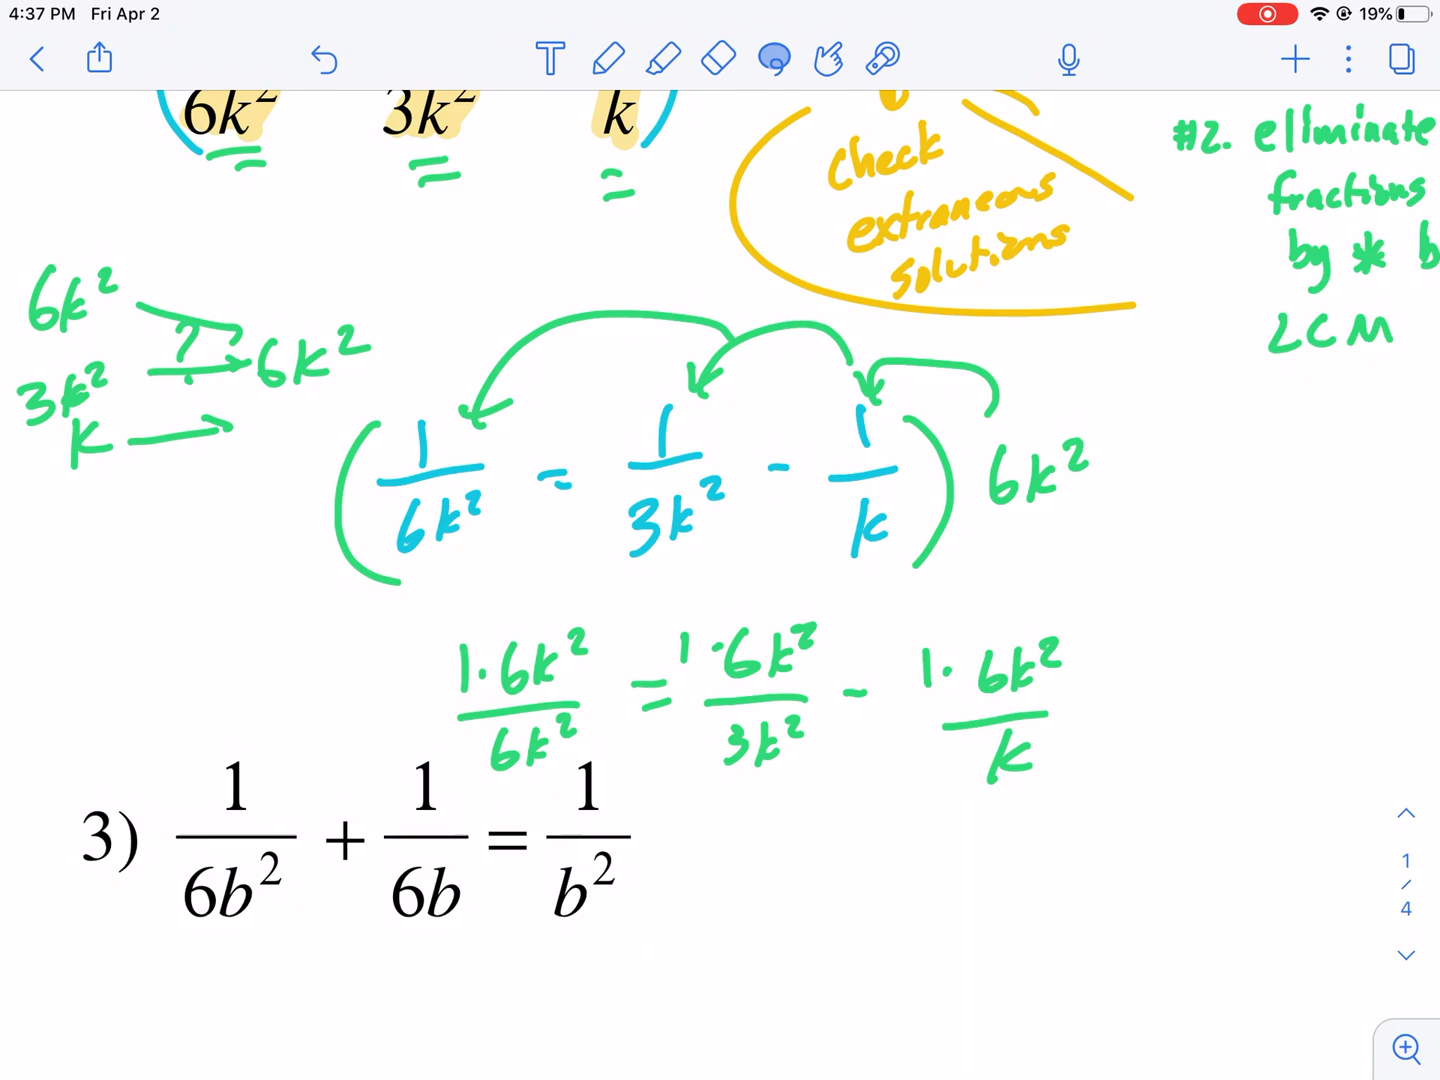 4:37 PM Fri Apr 2 19%
6k² 3k² k
check
extraneous
solutions
#2. eliminate
fractions
by * b
LCM
6k²
3k² ? 6k²
k
(1/6k² = 1/3k² - 1/k) 6k²
1·6k²/6k² = 1·6k²/3k² - 1·6k²/k
3) 1/6b² + 1/6b = 1/b²
1
/
4